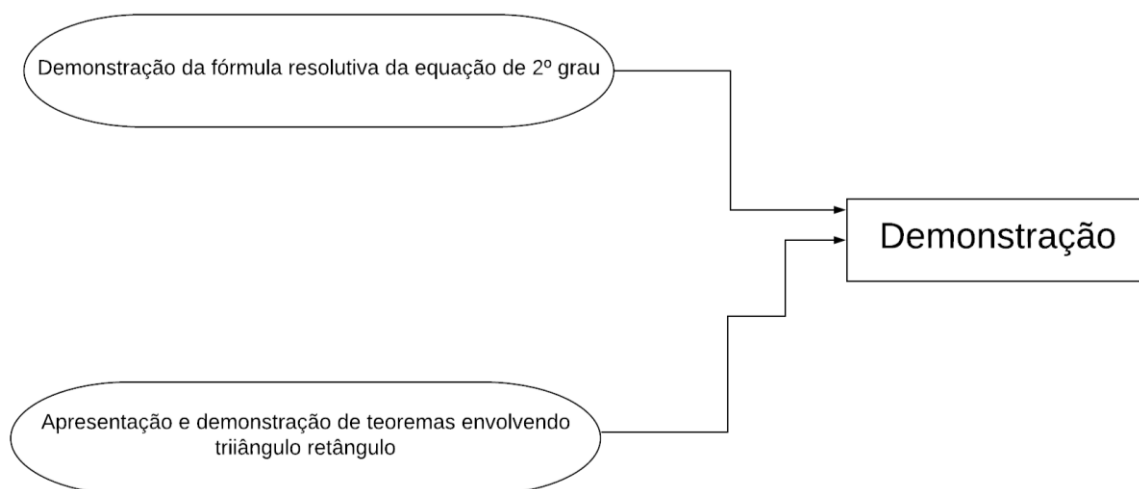 Demonstração da fórmula resolutiva da equação de 2º grau
Demonstração
Apresentação e demonstração de teoremas envolvendo
triiângulo retângulo